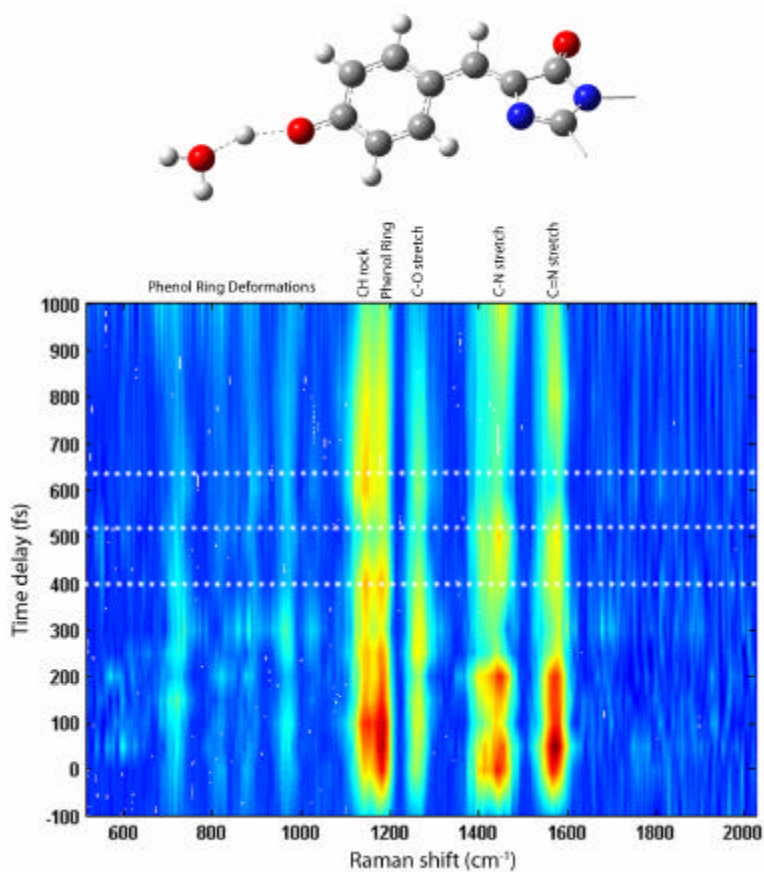 Phenol Ring Deformations
CH rock
Phenol Ring
C-O stretch
C-N stretch
C=N stretch
1000
900
800
700
600
500
400
300
200
100
0
-100
Time delay (fs)
600
800
1000
1200
1400
1600
1800
2000
Raman shift (cm⁻¹)